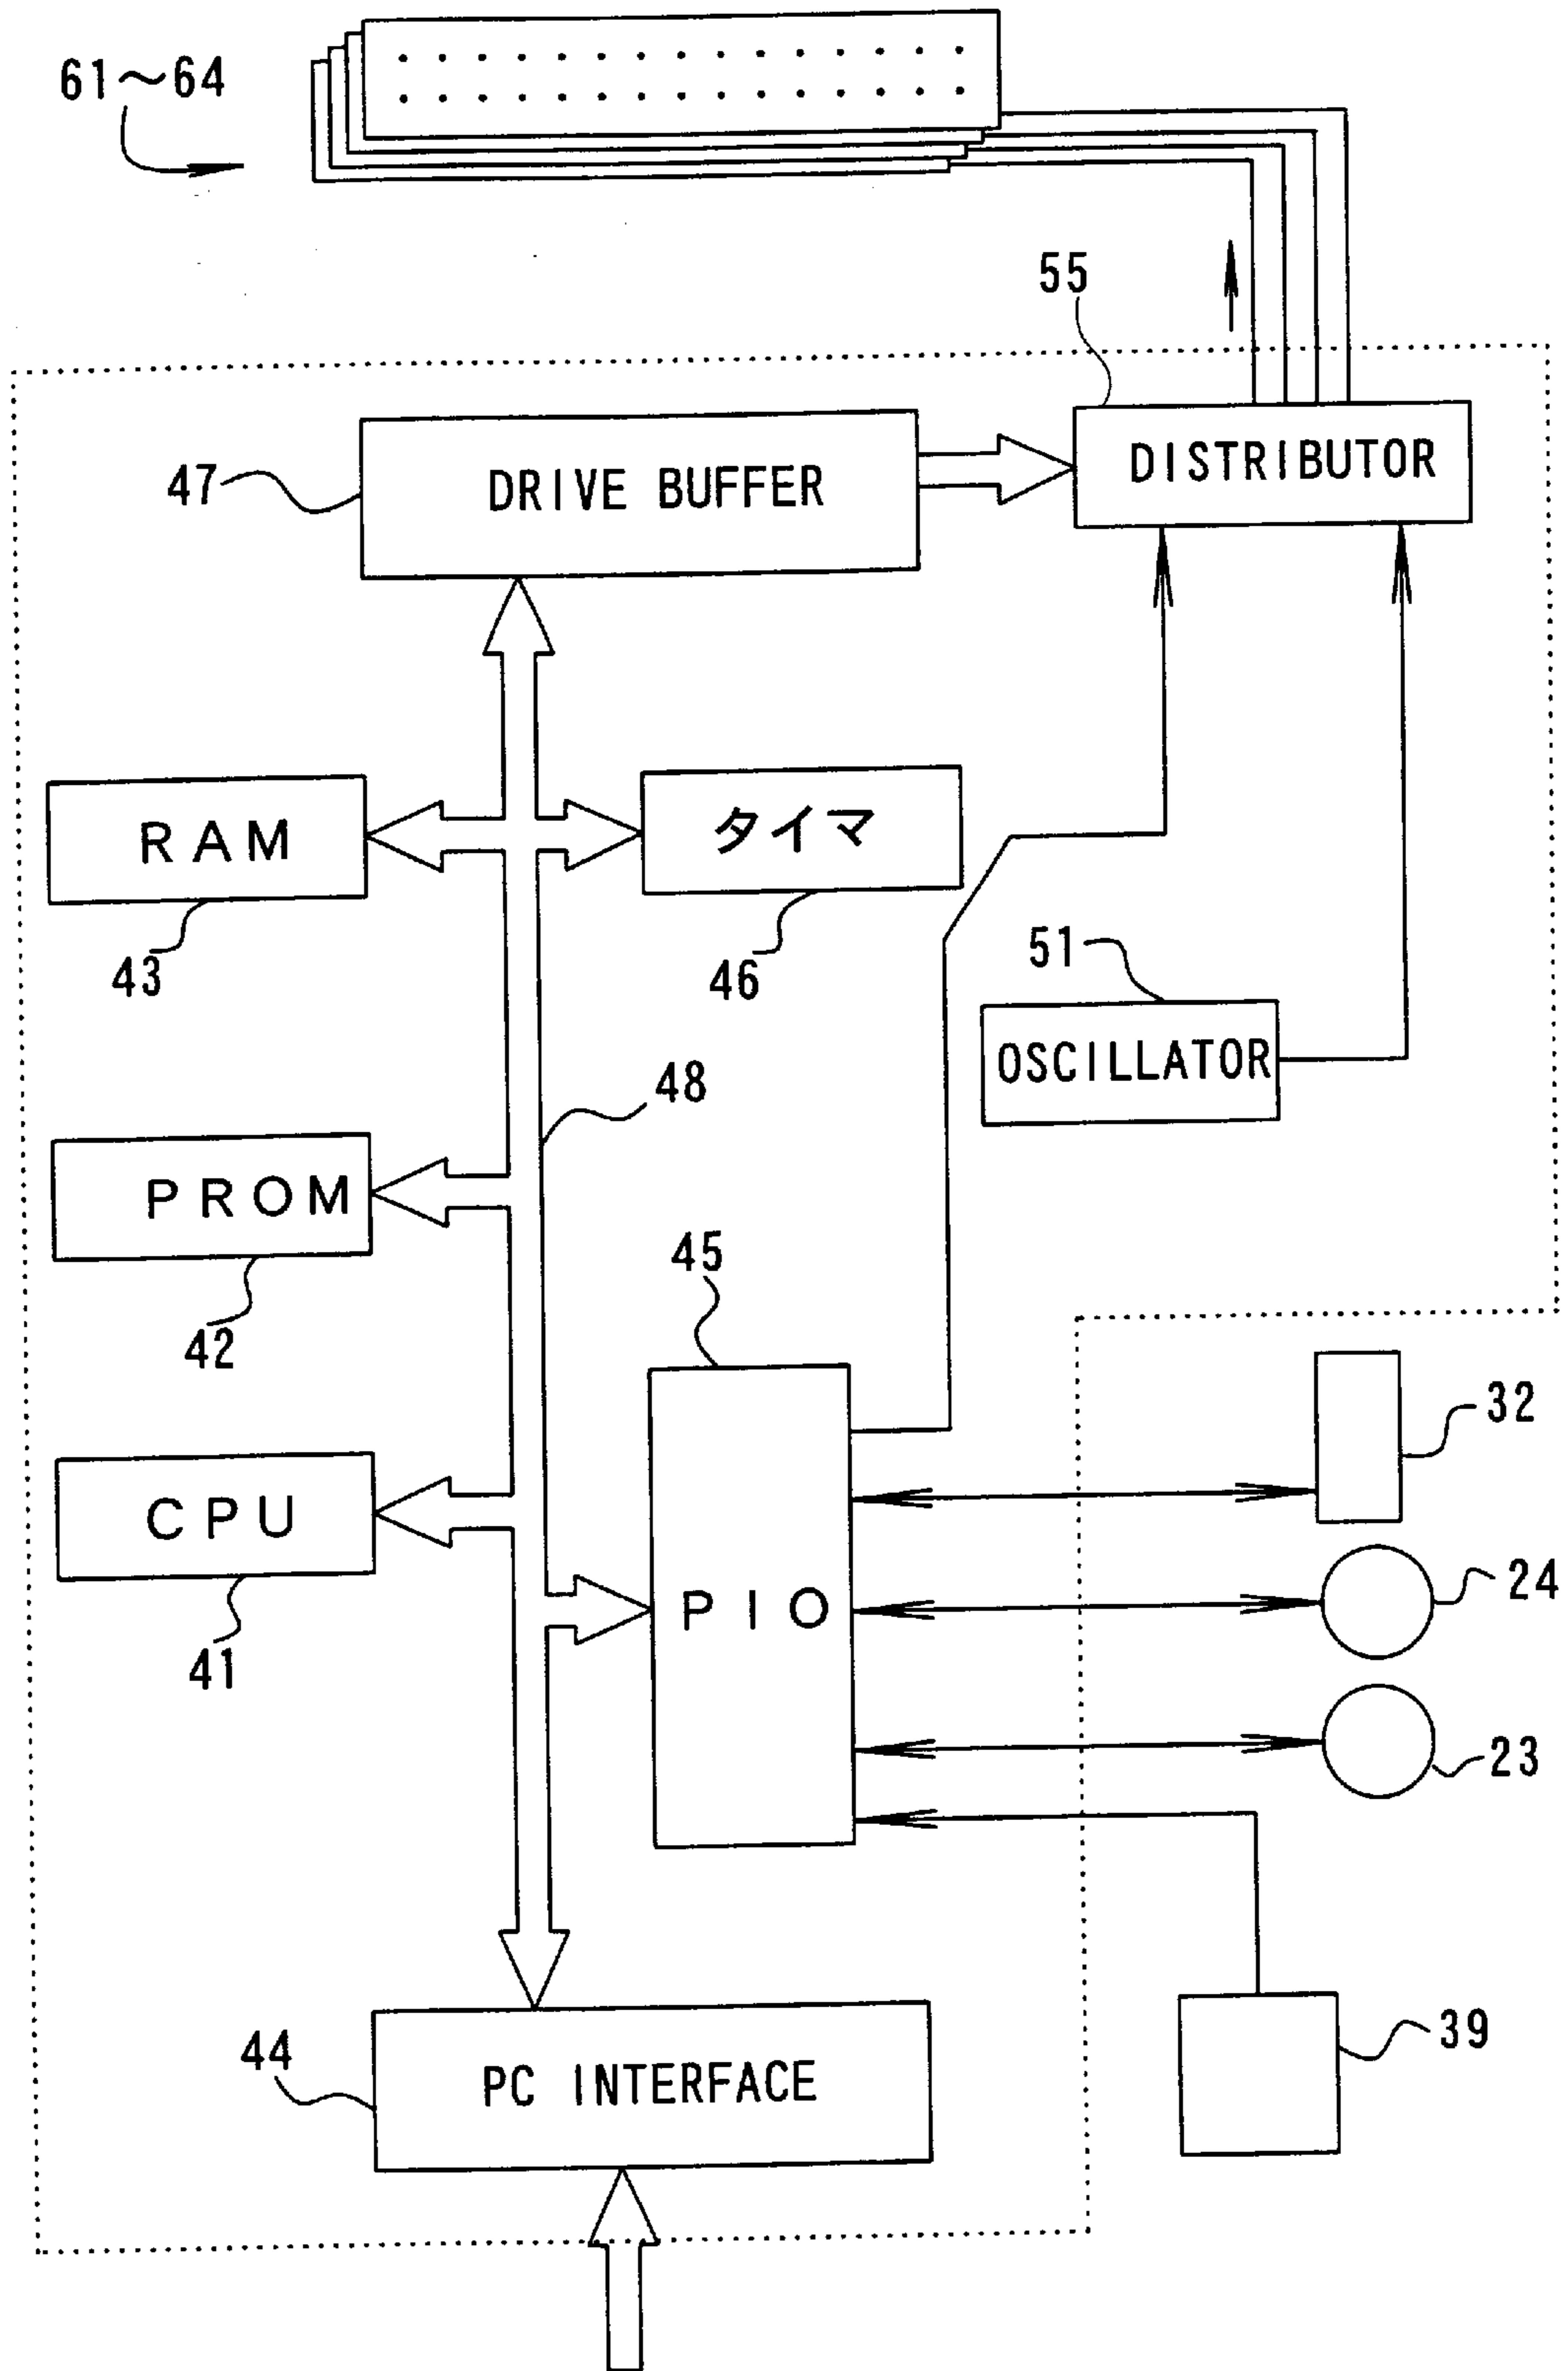 61～64
55
47
DRIVE BUFFER
DISTRIBUTOR
RAM
タイマ
43
46
51
OSCILLATOR
48
PROM
45
42
32
CPU
24
PIO
41
23
39
44
PC INTERFACE